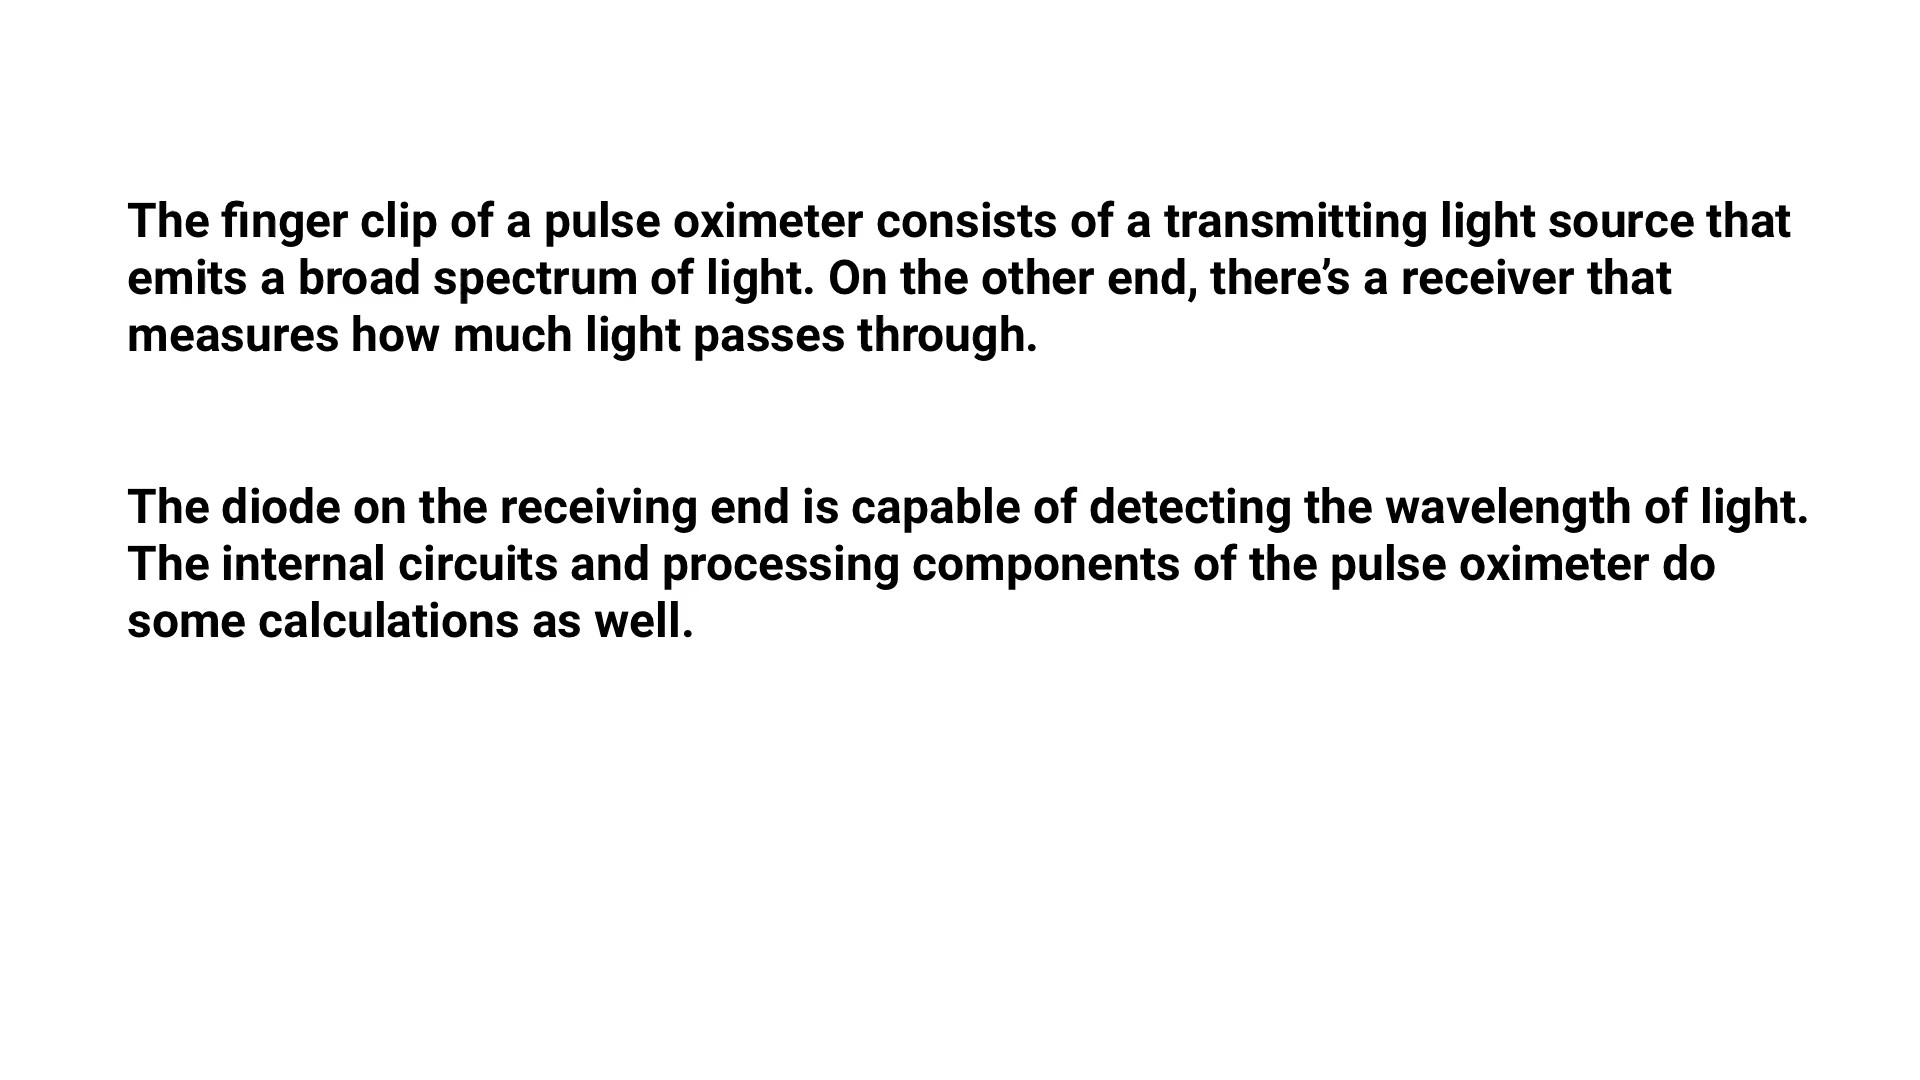 The finger clip of a pulse oximeter consists of a transmitting light source that
emits a broad spectrum of light. On the other end, there’s a receiver that
measures how much light passes through.
The diode on the receiving end is capable of detecting the wavelength of light.
The internal circuits and processing components of the pulse oximeter do
some calculations as well.